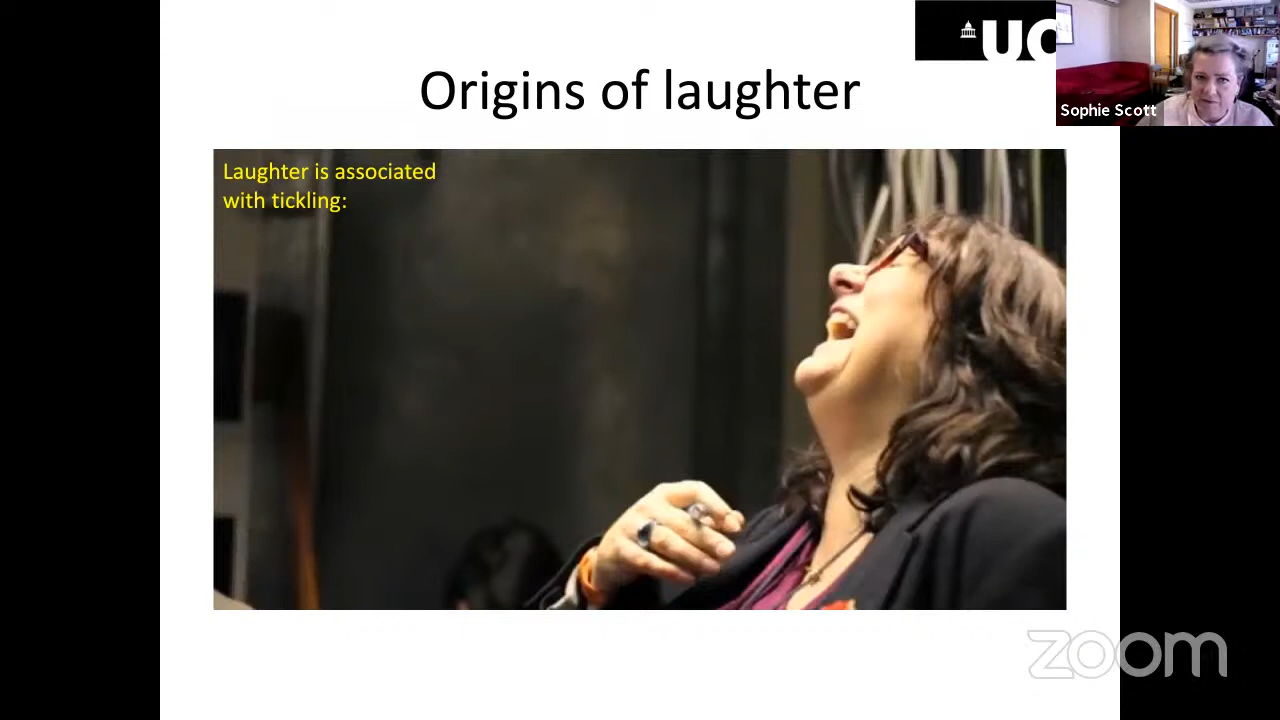 UC
Origins of laughter
Sophie Scott
Laughter is associated
with tickling:
zoom